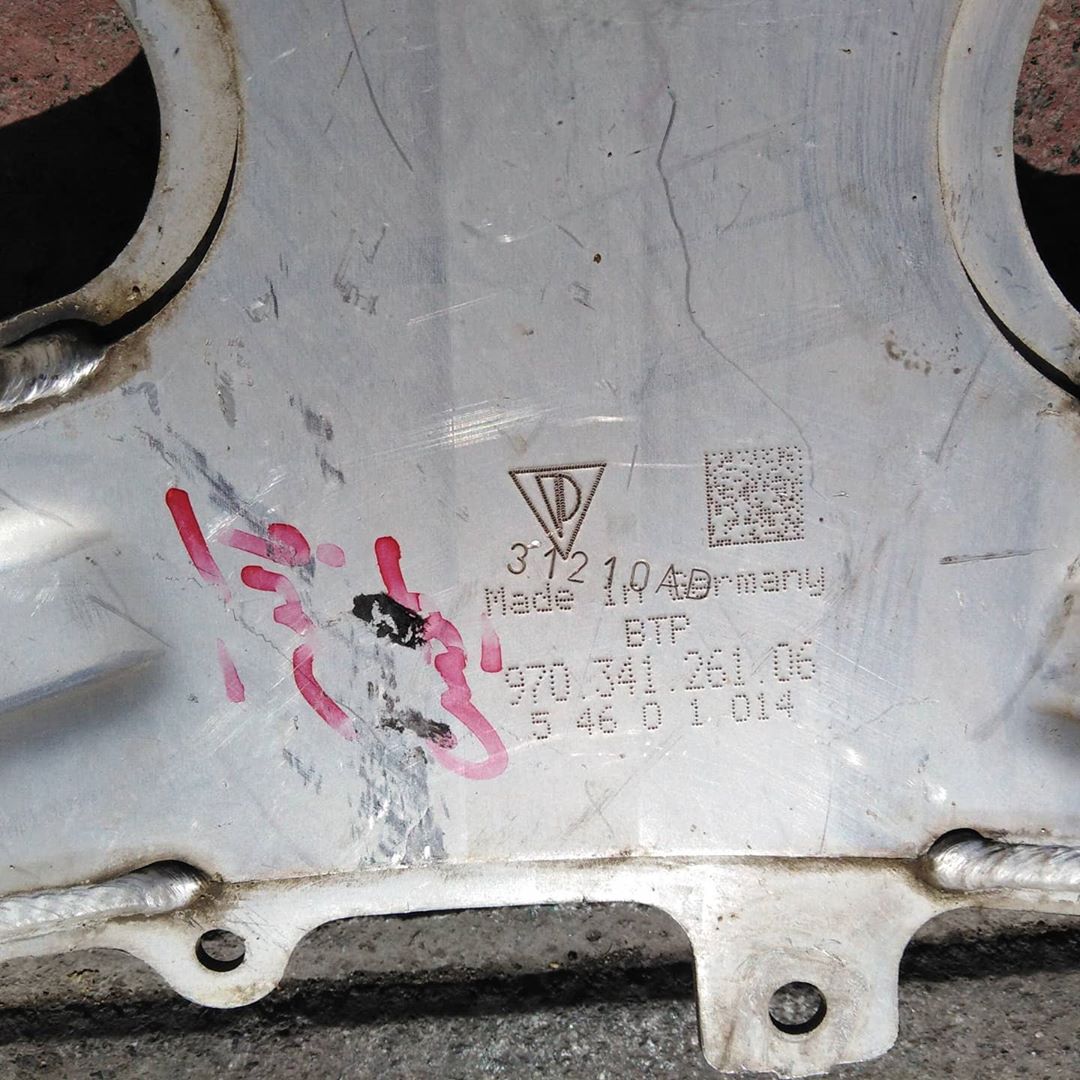 31210AD
Made in Germany
BTP
970.341.261.06
5 46 0 1 014